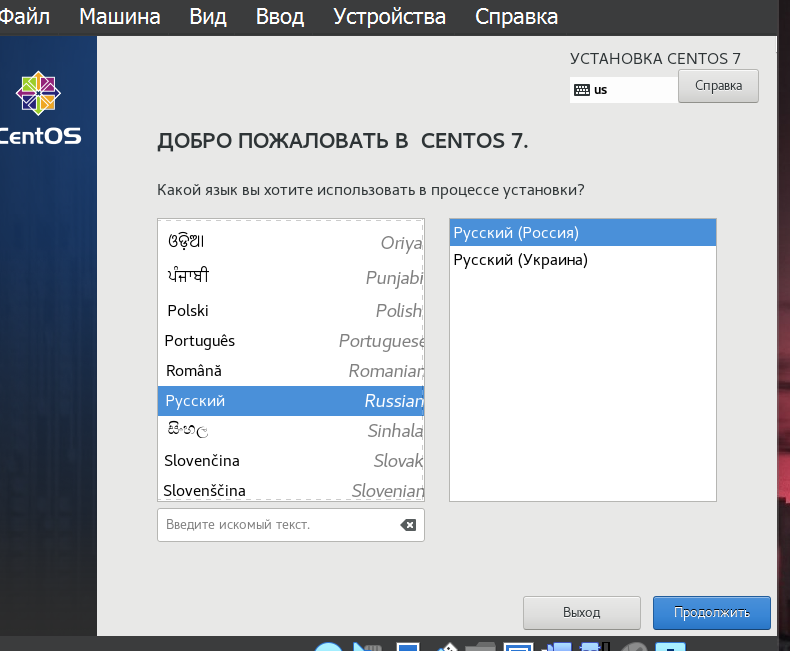 Файл Машина Вид Ввод Устройства Справка
CentOS
УСТАНОВКА CENTOS 7
us
Справка
ДОБРО ПОЖАЛОВАТЬ В CENTOS 7.
Какой язык вы хотите использовать в процессе установки?
ଓଡ଼ିଆ Oriya
ਪੰਜਾਬੀ Punjabi
Polski Polish
Português Portuguese
Română Romanian
Русский Russian
සිංහල Sinhala
Slovenčina Slovak
Slovenščina Slovenian
Введите искомый текст.
Русский (Россия)
Русский (Украина)
Выход
Продолжить